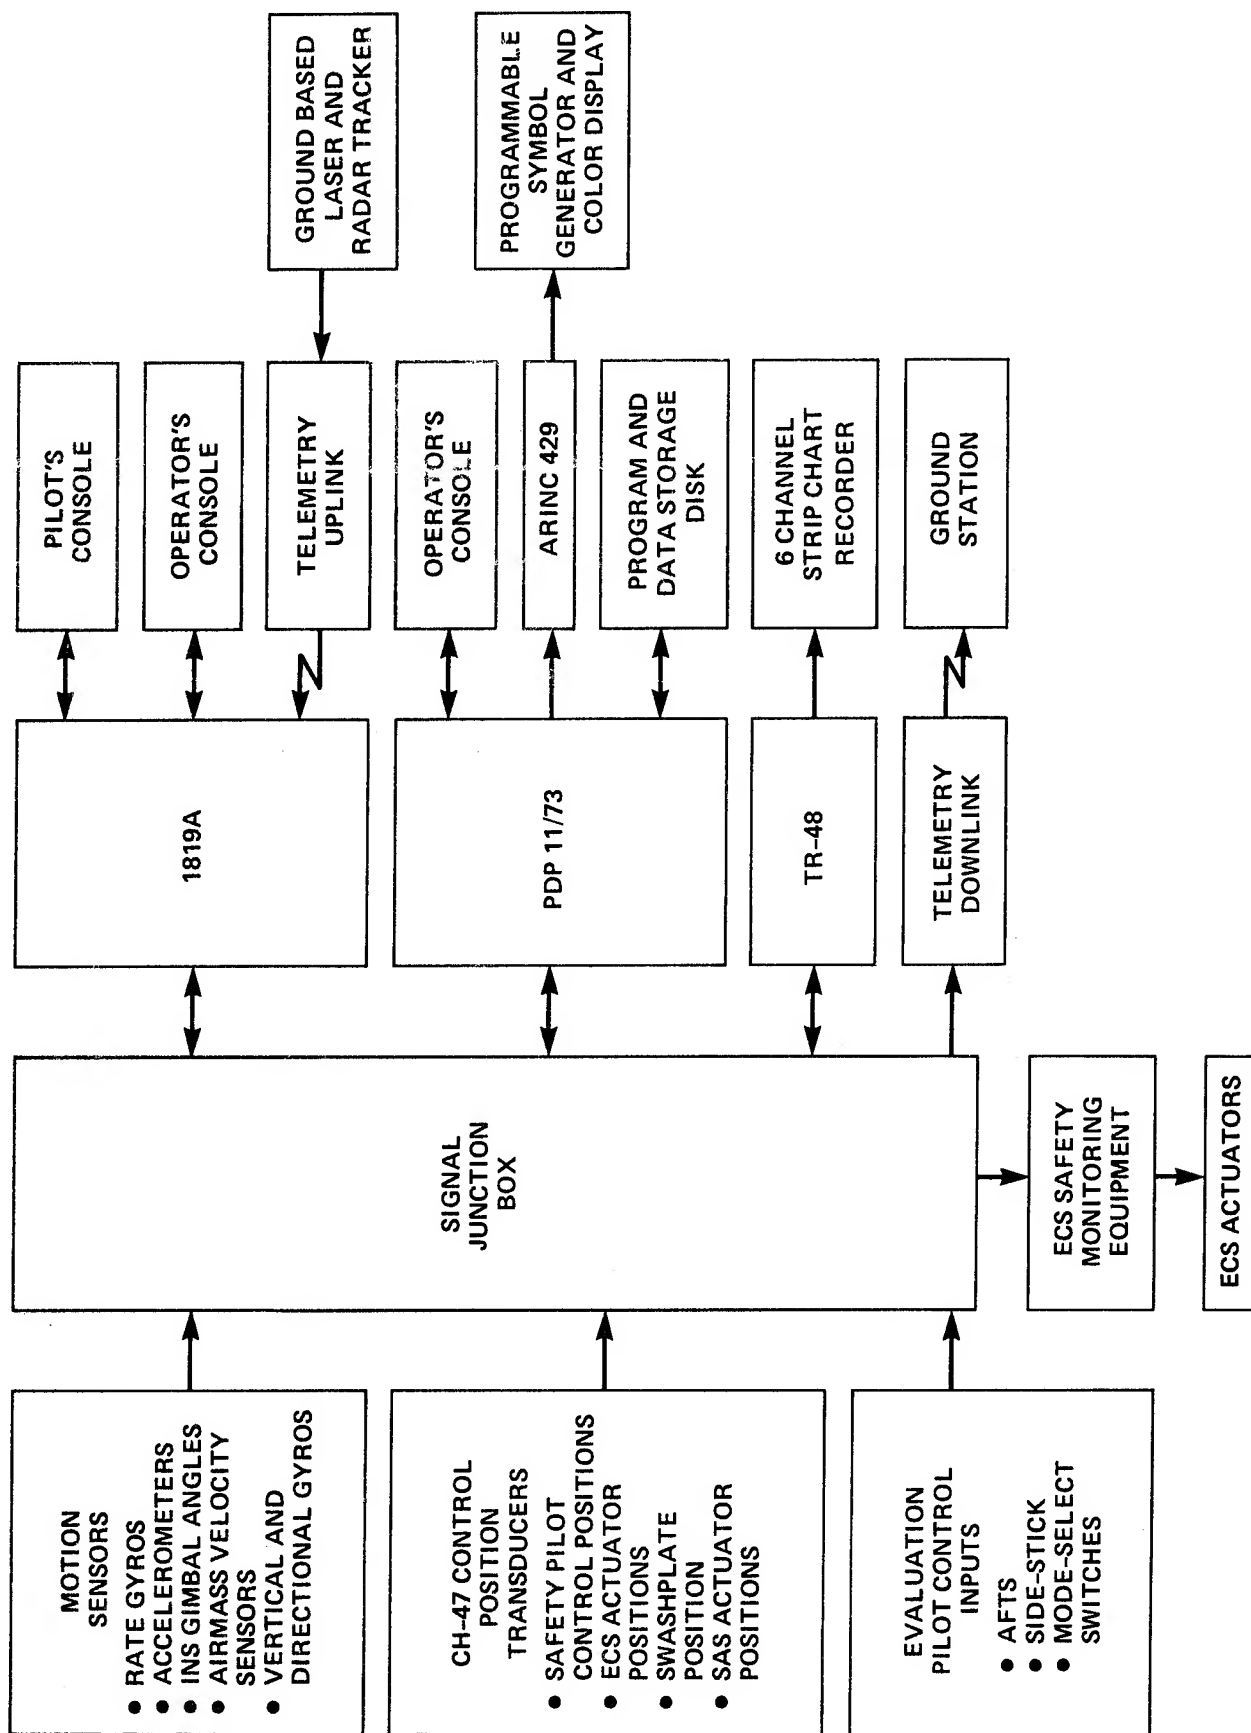 MOTION
SENSORS
● RATE GYROS
● ACCELEROMETERS
● INS GIMBAL ANGLES
● AIRMASS VELOCITY
SENSORS
● VERTICAL AND
DIRECTIONAL GYROS
CH-47 CONTROL
POSITION
TRANSDUCERS
● SAFETY PILOT
CONTROL POSITIONS
● ECS ACTUATOR
POSITIONS
● SWASHPLATE
POSITION
● SAS ACTUATOR
POSITIONS
EVALUATION
PILOT CONTROL
INPUTS
● AFTS
● SIDE-STICK
● MODE-SELECT
SWITCHES
SIGNAL
JUNCTION
BOX
ECS SAFETY
MONITORING
EQUIPMENT
ECS ACTUATORS
1819A
PDP 11/73
TR-48
TELEMETRY
DOWNLINK
PILOT'S
CONSOLE
OPERATOR'S
CONSOLE
TELEMETRY
UPLINK
OPERATOR'S
CONSOLE
ARINC 429
PROGRAM AND
DATA STORAGE
DISK
6 CHANNEL
STRIP CHART
RECORDER
GROUND
STATION
GROUND BASED
LASER AND
RADAR TRACKER
PROGRAMMABLE
SYMBOL
GENERATOR AND
COLOR DISPLAY